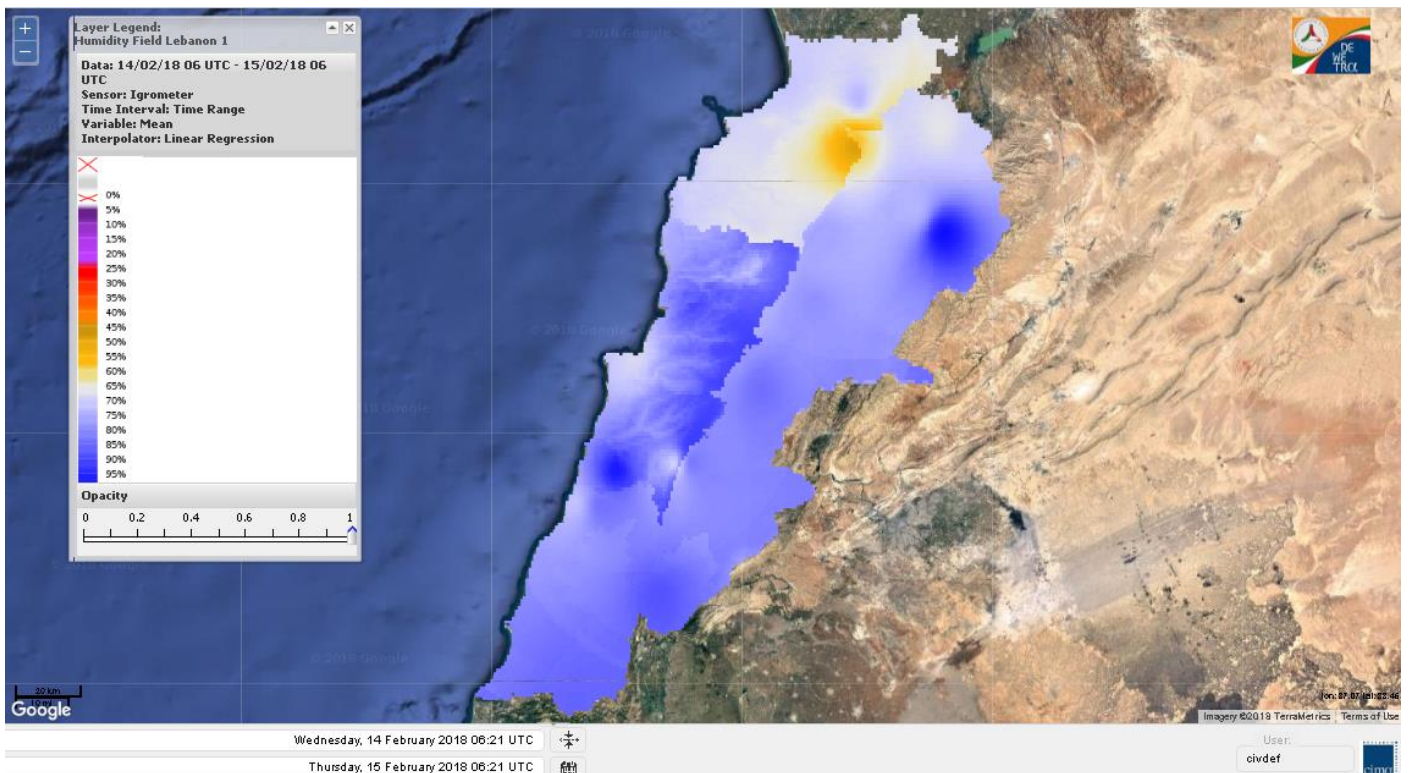 +
−
Layer Legend:
Humidity Field Lebanon 1
Data: 14/02/18 06 UTC - 15/02/18 06
UTC
Sensor: Igrometer
Time Interval: Time Range
Variable: Mean
Interpolator: Linear Regression
0%
5%
10%
15%
20%
25%
30%
35%
40%
45%
50%
55%
60%
65%
70%
75%
80%
85%
90%
95%
Opacity
0 0.2 0.4 0.6 0.8 1
© 2018 Google
© 2018 Google
© 2018 Google
DE
WE
TRα
20 km
Google
Imagery ©2018 TerraMetrics
Terms of Use
Wednesday, 14 February 2018 06:21 UTC
Thursday, 15 February 2018 06:21 UTC
User:
civdef
cima